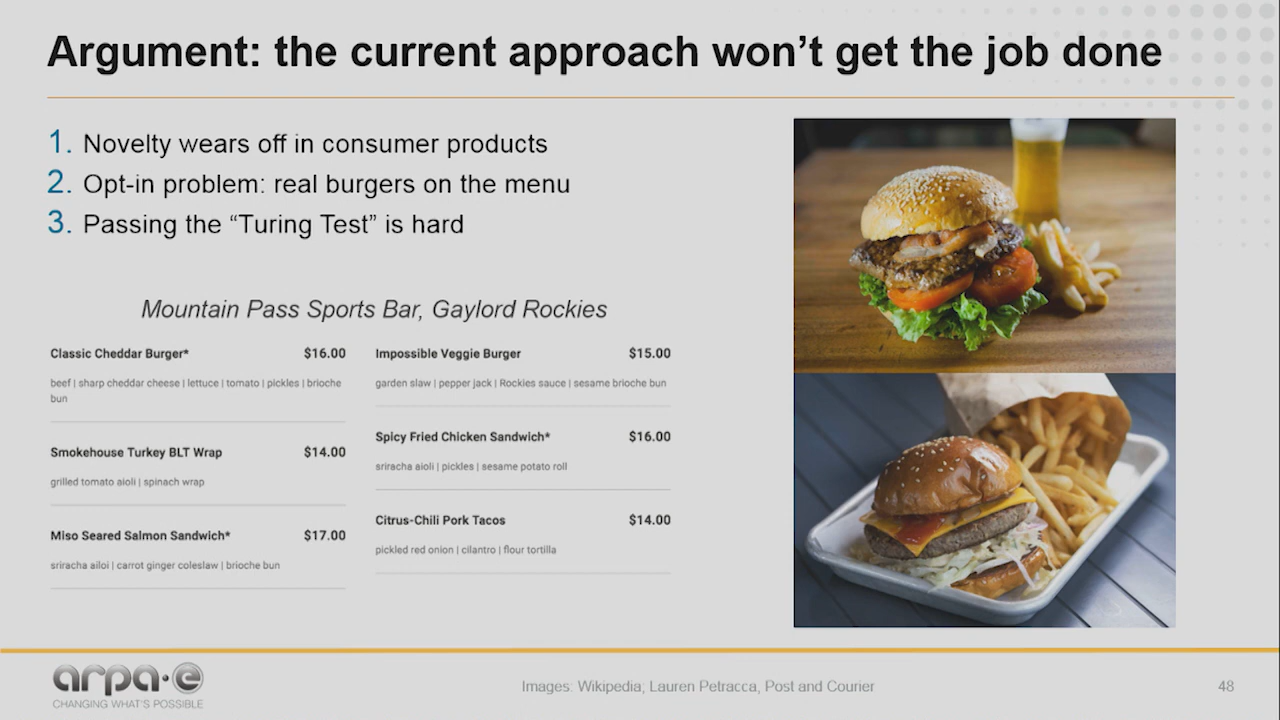 Argument: the current approach won’t get the job done
1. Novelty wears off in consumer products
2. Opt-in problem: real burgers on the menu
3. Passing the “Turing Test” is hard
Mountain Pass Sports Bar, Gaylord Rockies
Classic Cheddar Burger* $16.00
beef | sharp cheddar cheese | lettuce | tomato | pickles | brioche
bun
Smokehouse Turkey BLT Wrap $14.00
grilled tomato aioli | spinach wrap
Miso Seared Salmon Sandwich* $17.00
sriracha ailoi | carrot ginger coleslaw | brioche bun
Impossible Veggie Burger $15.00
garden slaw | pepper jack | Rockies sauce | sesame brioche bun
Spicy Fried Chicken Sandwich* $16.00
sriracha aioli | pickles | sesame potato roll
Citrus-Chili Pork Tacos $14.00
pickled red onion | cilantro | flour tortilla
arpa·e
CHANGING WHAT'S POSSIBLE
Images: Wikipedia; Lauren Petracca, Post and Courier
48